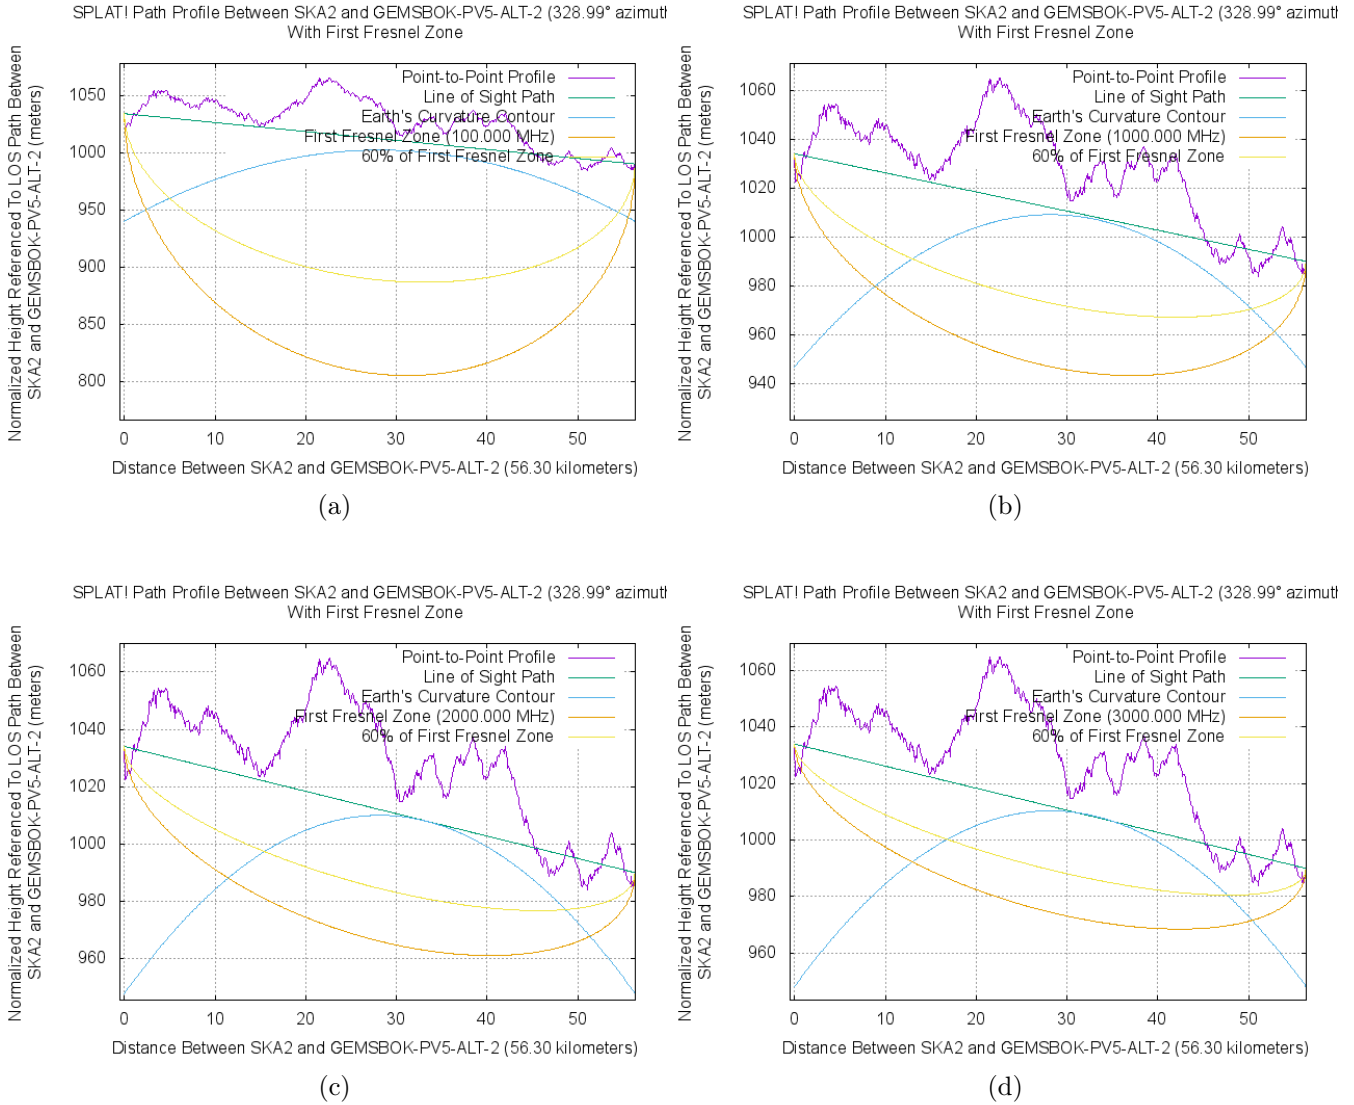 SPLAT! Path Profile Between SKA2 and GEMSBOK-PV5-ALT-2 (328.99° azimuth
With First Fresnel Zone
Normalized Height Referenced To LOS Path Between
SKA2 and GEMSBOK-PV5-ALT-2 (meters)
Point-to-Point Profile
Line of Sight Path
Earth's Curvature Contour
First Fresnel Zone (100.000 MHz)
60% of First Fresnel Zone
1050
1000
950
900
850
800
0 10 20 30 40 50
Distance Between SKA2 and GEMSBOK-PV5-ALT-2 (56.30 kilometers)
(a)
SPLAT! Path Profile Between SKA2 and GEMSBOK-PV5-ALT-2 (328.99° azimut
With First Fresnel Zone
Normalized Height Referenced To LOS Path Between
SKA2 and GEMSBOK-PV5-ALT-2 (meters)
Point-to-Point Profile
Line of Sight Path
Earth's Curvature Contour
First Fresnel Zone (1000.000 MHz)
60% of First Fresnel Zone
1060
1040
1020
1000
980
960
940
0 10 20 30 40 50
Distance Between SKA2 and GEMSBOK-PV5-ALT-2 (56.30 kilometers)
(b)
SPLAT! Path Profile Between SKA2 and GEMSBOK-PV5-ALT-2 (328.99° azimuth
With First Fresnel Zone
Normalized Height Referenced To LOS Path Between
SKA2 and GEMSBOK-PV5-ALT-2 (meters)
Point-to-Point Profile
Line of Sight Path
Earth's Curvature Contour
First Fresnel Zone (2000.000 MHz)
60% of First Fresnel Zone
1060
1040
1020
1000
980
960
0 10 20 30 40 50
Distance Between SKA2 and GEMSBOK-PV5-ALT-2 (56.30 kilometers)
(c)
SPLAT! Path Profile Between SKA2 and GEMSBOK-PV5-ALT-2 (328.99° azimut
With First Fresnel Zone
Normalized Height Referenced To LOS Path Between
SKA2 and GEMSBOK-PV5-ALT-2 (meters)
Point-to-Point Profile
Line of Sight Path
Earth's Curvature Contour
First Fresnel Zone (3000.000 MHz)
60% of First Fresnel Zone
1060
1040
1020
1000
980
960
0 10 20 30 40 50
Distance Between SKA2 and GEMSBOK-PV5-ALT-2 (56.30 kilometers)
(d)